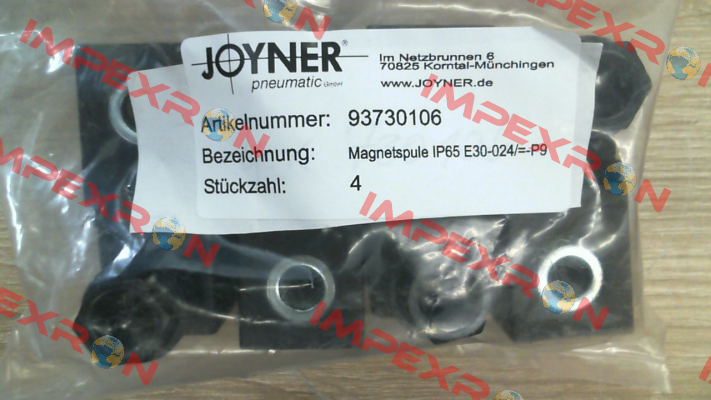 JOYNER®
pneumatic GmbH
Im Netzbrunnen 6
70825 Korntal-Münchingen
www.JOYNER.de
Artikelnummer: 93730106
Bezeichnung: Magnetspule IP65 E30-024/=-P9
Stückzahl: 4
IMPEXRON
IMPEXRON
IMPEXRON
IMPEXRON
IMPEXRON